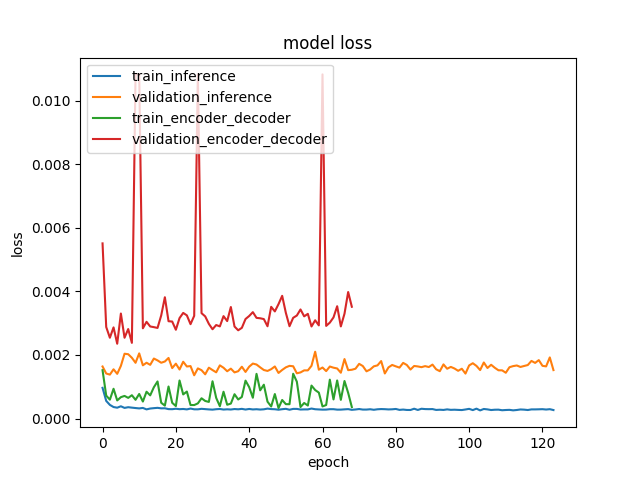 model loss
train_inference
validation_inference
train_encoder_decoder
validation_encoder_decoder
0.010
0.008
0.006
0.004
0.002
0.000
loss
0 20 40 60 80 100 120
epoch